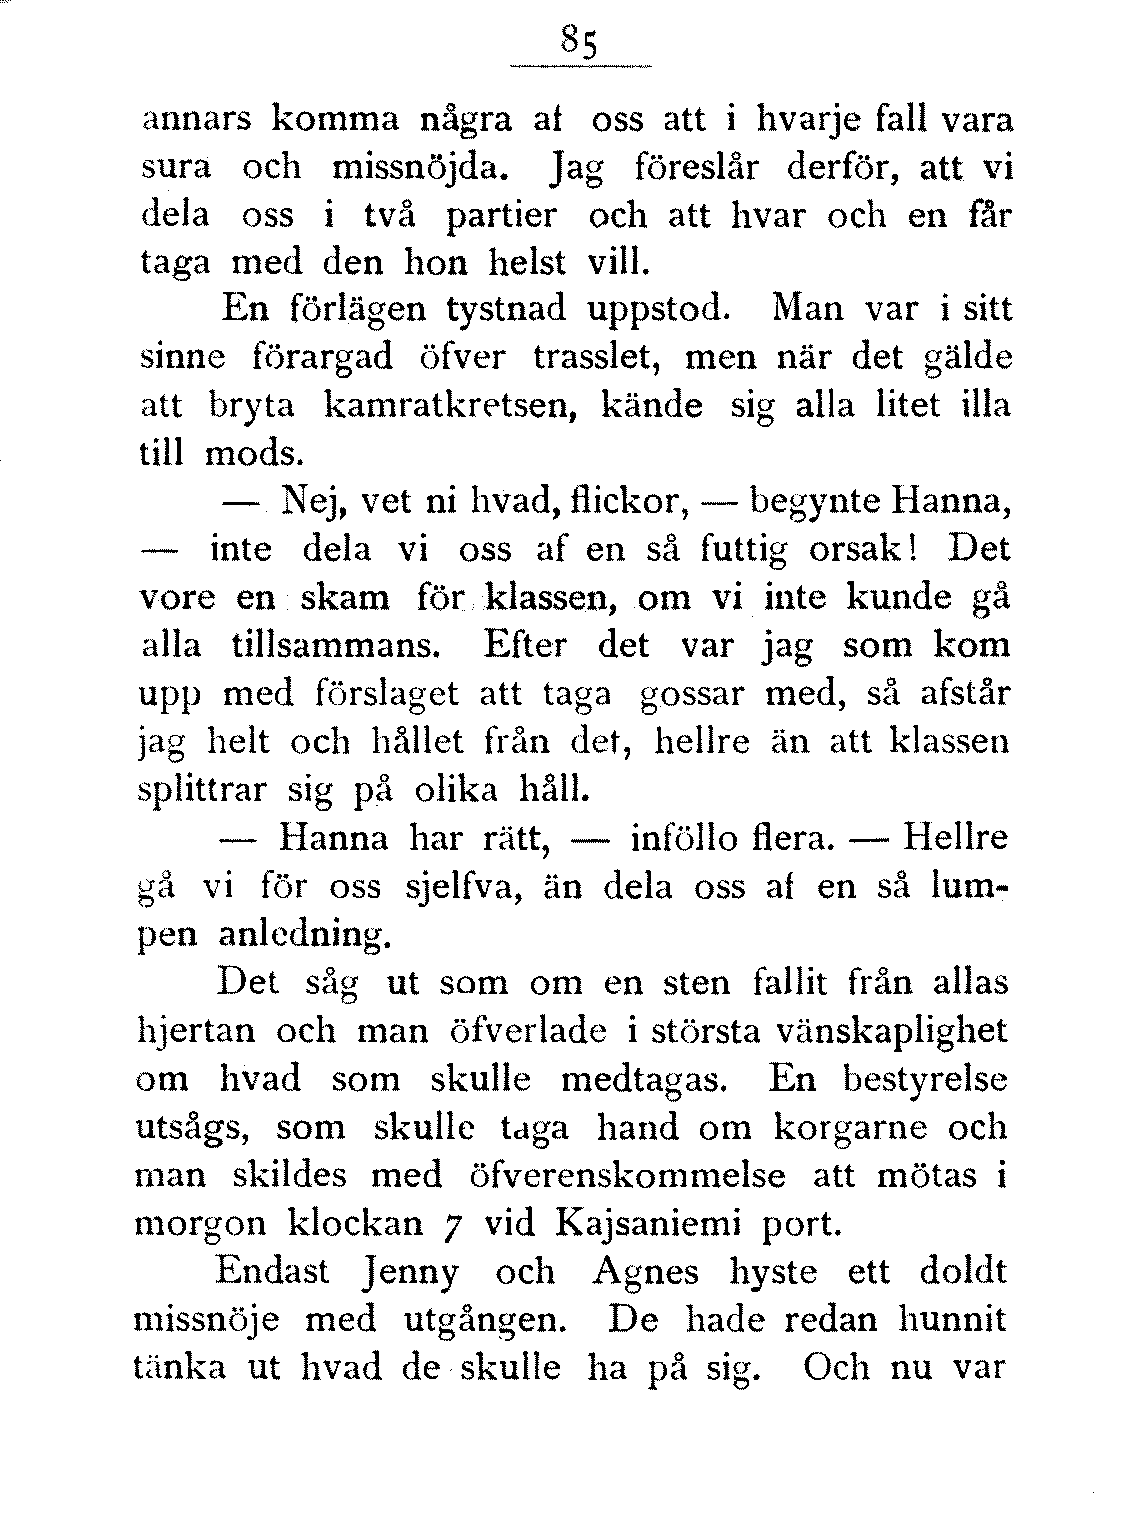 85
annars komma några af oss att i hvarje fall vara
sura och missnöjda. Jag föreslår derför, att vi
dela oss i två partier och att hvar och en får
taga med den hon helst vill.
En förlägen tystnad uppstod. Man var i sitt
sinne förargad öfver trasslet, men när det gälde
att bryta kamratkretsen, kände sig alla litet illa
till mods.
— Nej, vet ni hvad, flickor, — begynte Hanna,
— inte dela vi oss af en så futtig orsak! Det
vore en skam för klassen, om vi inte kunde gå
alla tillsammans. Efter det var jag som kom
upp med förslaget att taga gossar med, så afstår
jag helt och hållet från det, hellre än att klassen
splittrar sig på olika håll.
— Hanna har rätt, — inföllo flera. — Hellre
gå vi för oss sjelfva, än dela oss af en så lum-
pen anledning.
Det såg ut som om en sten fallit från allas
hjertan och man öfverlade i största vänskaplighet
om hvad som skulle medtagas. En bestyrelse
utsågs, som skulle taga hand om korgarne och
man skildes med öfverenskommelse att mötas i
morgon klockan 7 vid Kajsaniemi port.
Endast Jenny och Agnes hyste ett doldt
missnöje med utgången. De hade redan hunnit
tänka ut hvad de skulle ha på sig. Och nu var